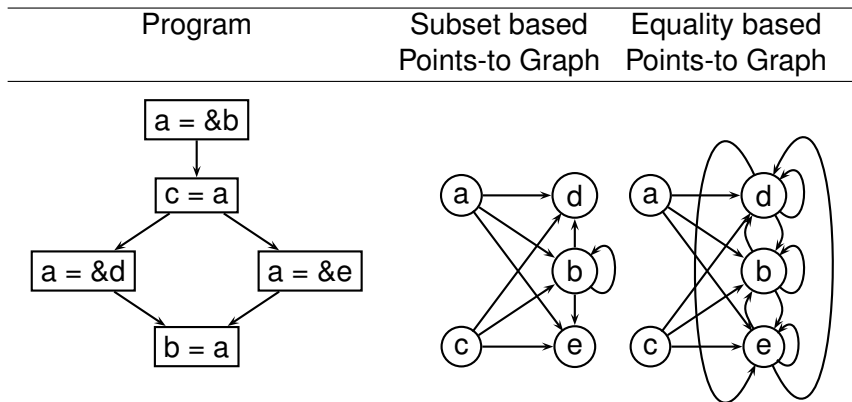 Program
Subset based
Points-to Graph
Equality based
Points-to Graph
a = &b
c = a
a = &d
a = &e
b = a
a
d
b
c
e
a
d
b
c
e